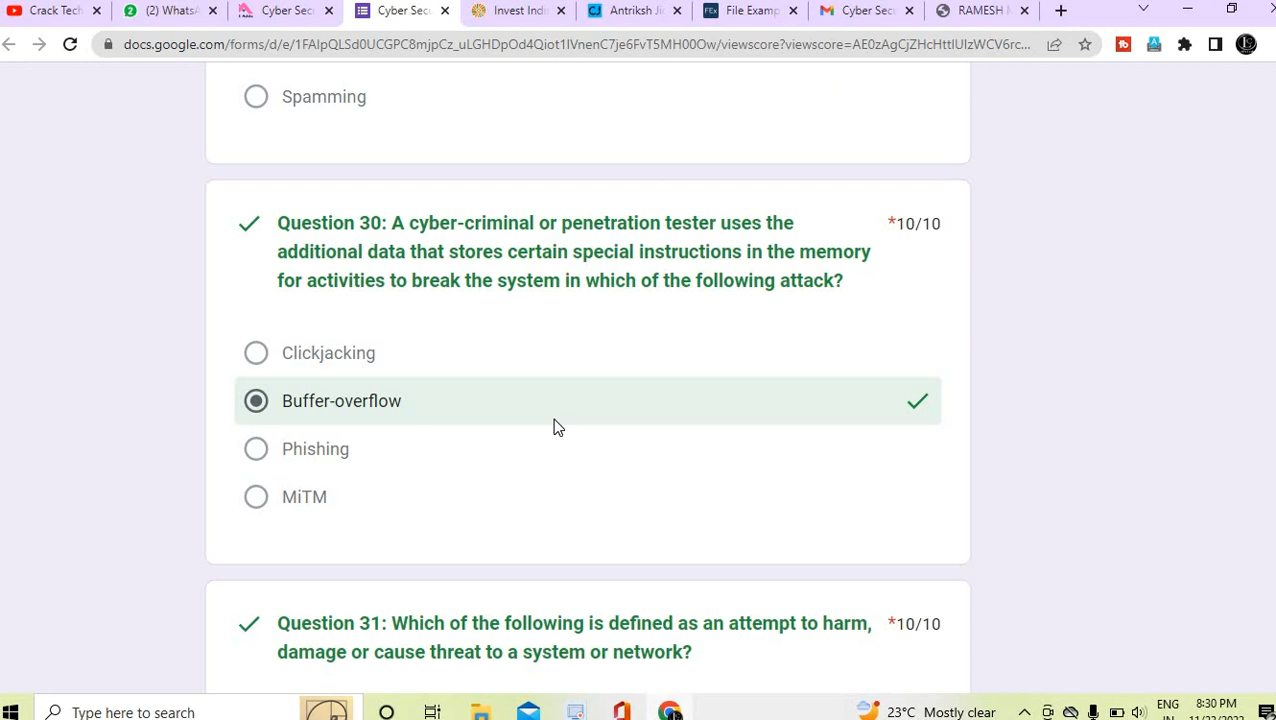 Crack Tech
(2) WhatsA
Cyber Sec
Cyber Sec
Invest Indi
Antriksh Ji
File Examp
Cyber Sec
RAMESH M
docs.google.com/forms/d/e/1FAIpQLSd0UCGPC8
/viewscore?viewscore=
Spamming
Question 30: A cyber-criminal or penetration tester uses the
*10/10
additional data that stores certain special instructions in the memory
for activities to break the system in which of the following attack?
Clickjacking
Buffer-overflow
Phishing
MiTM
Question 31: Which of the following is defined as an attempt to harm,
*10/10
damage or cause threat to a system or network?
Type here to search
23°C Mostly clear
ENG
IN
8:30 PM